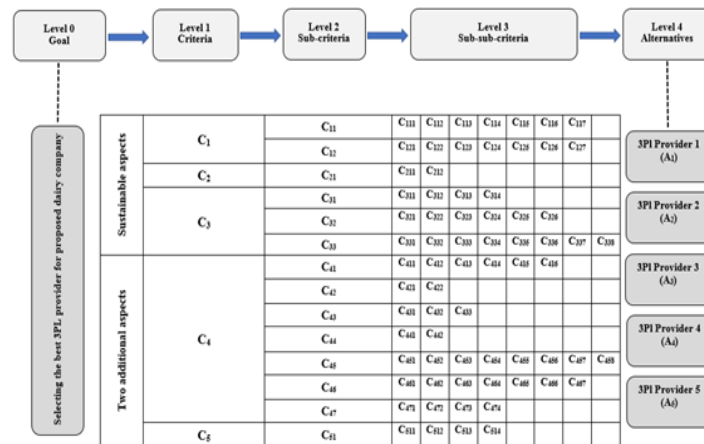 Level 0
Goal
Level 1
Criteria
Level 2
Sub-criteria
Level 3
Sub-sub-criteria
Level 4
Alternatives
Selecting the best 3PL provider for proposed dairy company
Sustainable aspects
C1
C11
C111 C112 C113 C114 C115 C116 C117
C12
C121 C122 C123 C124 C125 C126 C127
C2
C21
C211 C212
C3
C31
C311 C312 C313 C314
C32
C321 C322 C323 C324 C325 C326
C33
C331 C332 C333 C334 C335 C336 C337 C338
Two additional aspects
C4
C41
C411 C412 C413 C414 C415 C416
C42
C421 C422
C43
C431 C432 C433
C44
C441 C442
C45
C451 C452 C453 C454 C455 C456 C457 C458
C46
C461 C462 C463 C464 C465 C466 C467
C47
C471 C472 C473 C474
C5
C51
C511 C512 C513 C514
3Pl Provider 1
(A1)
3Pl Provider 2
(A2)
3Pl Provider 3
(A3)
3Pl Provider 4
(A4)
3Pl Provider 5
(A5)